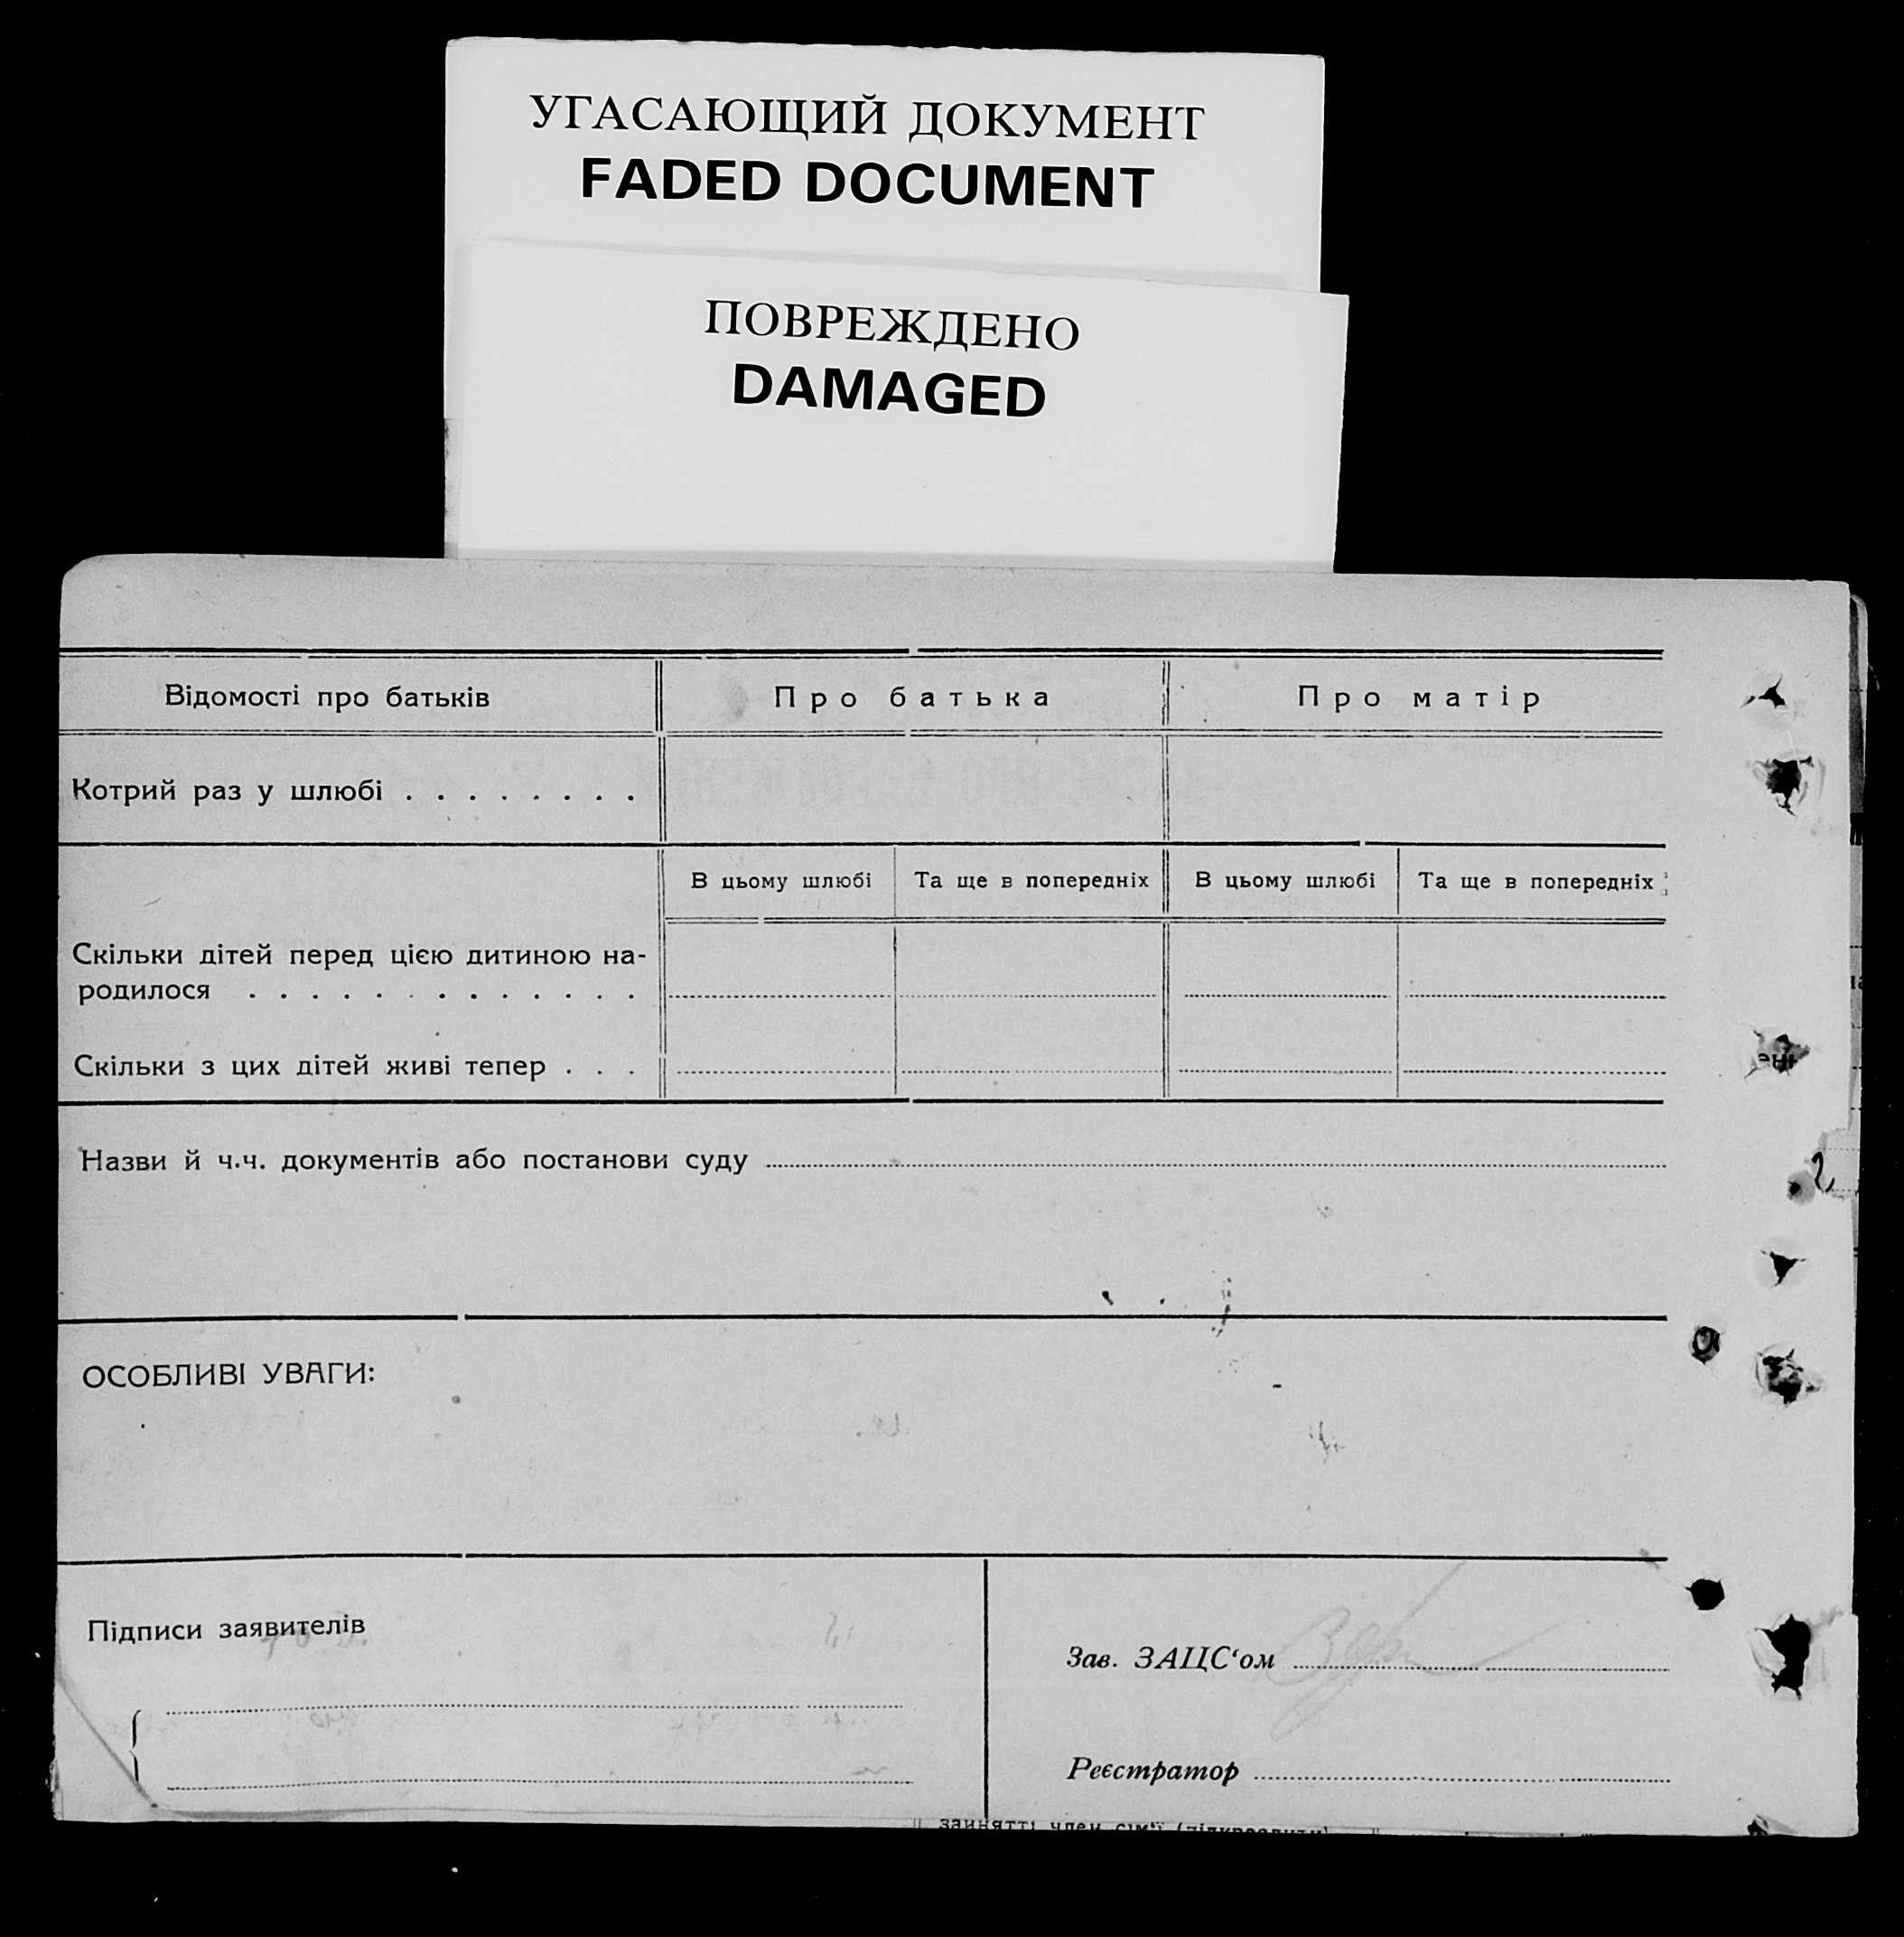 УГАСАЮЩИЙ ДОКУМЕНТ
FADED DOCUMENT
ПОВРЕЖДЕНО
DAMAGED
Відомості про батьків Про батька Про матір
Котрий раз у шлюбі . . . . . . . .
В цьому шлюбі Та ще в попередніх В цьому шлюбі Та ще в попередніх
Скільки дітей перед цією дитиною на-
родилося . . . . . . . . . . . . .
Скільки з цих дітей живі тепер . . .
Назви й ч.ч. документів або постанови суду
ОСОБЛИВІ УВАГИ:
Підписи заявителів
Зав. ЗАЦС‘ом
Реєстратор